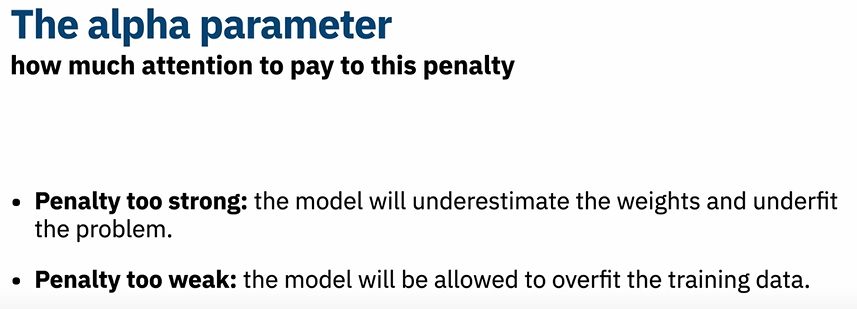 The alpha parameter
how much attention to pay to this penalty
• Penalty too strong: the model will underestimate the weights and underfit
the problem.
• Penalty too weak: the model will be allowed to overfit the training data.